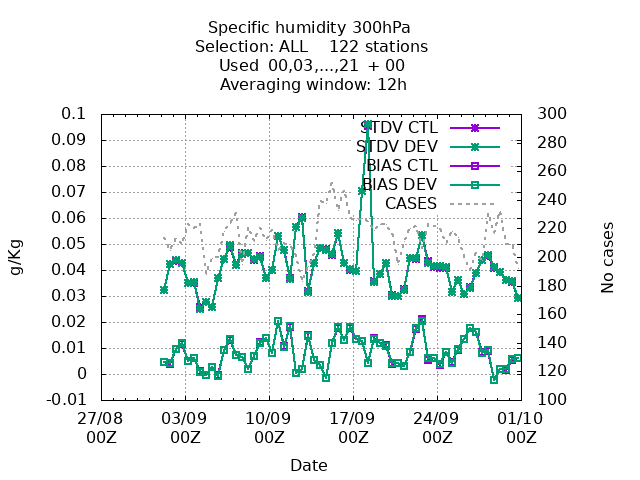 Specific humidity 300hPa
Selection: ALL    122 stations
Used  00,03,...,21  + 00
Averaging window: 12h
0.1
0.09
0.08
0.07
0.06
0.05
0.04
0.03
0.02
0.01
0
-0.01
g/Kg
STDV CTL
STDV DEV
BIAS CTL
BIAS DEV
CASES
300
280
260
240
220
200
180
160
140
120
100
No cases
27/08 03/09 10/09 17/09 24/09 01/10
00Z 00Z 00Z 00Z 00Z 00Z
Date